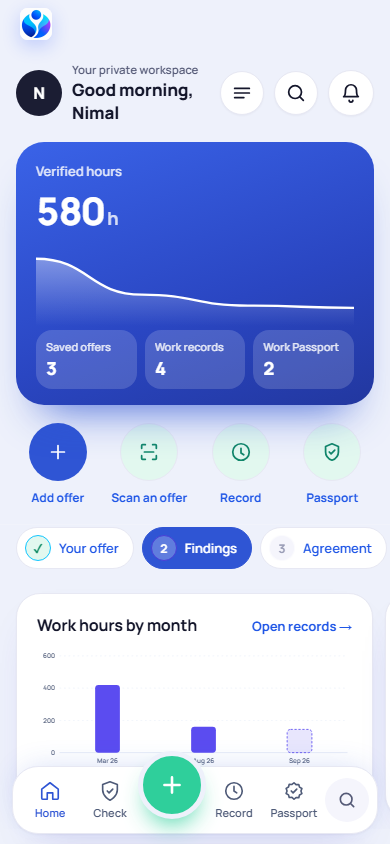 Your private workspace
N
Good morning,
Nimal
Verified hours
580h
Saved offers
Work records
Work Passport
3
4
2
Add offer
Scan an offer
Record
Passport
✓ Your offer
2 Findings
3 Agreement
Work hours by month
Open records →
600
400
200
0
Mar 26
Sep 26
Home
Check
Record
Passport